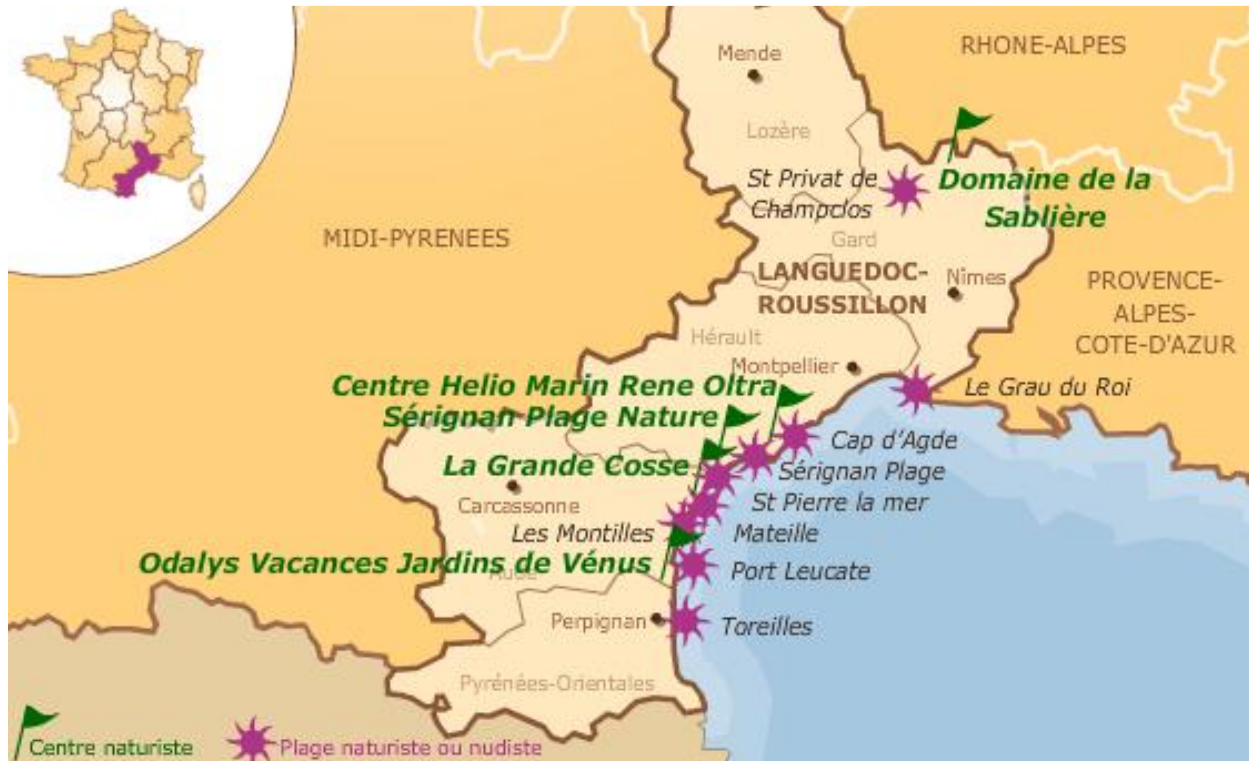 Mende
RHONE-ALPES
Lozère
St Privat de
Champclos
Domaine de la
Sablière
MIDI-PYRENEES
Gard
LANGUEDOC-
ROUSSILLON
Nîmes
PROVENCE-
ALPES-
COTE-D'AZUR
Hérault
Montpellier
Centre Helio Marin Rene Oltra
Le Grau du Roi
Sérignan Plage Nature
Cap d'Agde
La Grande Cosse
Sérignan Plage
Carcassonne
St Pierre la mer
Les Montilles
Mateille
Odalys Vacances Jardins de Vénus
Port Leucate
Aude
Perpignan
Toreilles
Pyrénées-Orientales
Centre naturiste
Plage naturiste ou nudiste